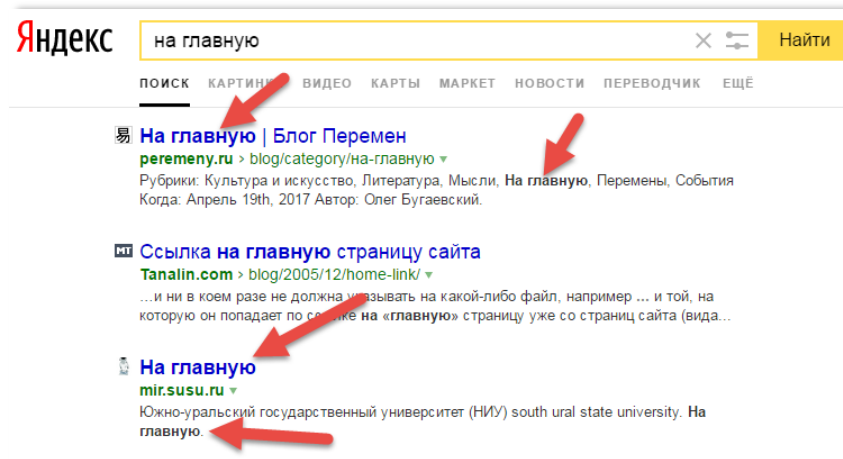 Яндекс
на главную
Найти
ПОИСК КАРТИНКИ ВИДЕО КАРТЫ МАРКЕТ НОВОСТИ ПЕРЕВОДЧИК ЕЩЁ
易 На главную | Блог Перемен
peremeny.ru › blog/category/на-главную
Рубрики: Культура и искусство, Литература, Мысли, На главную, Перемены, События
Когда: Апрель 19th, 2017 Автор: Олег Бугаевский.
МТ Ссылка на главную страницу сайта
Tanalin.com › blog/2005/12/home-link/
…и ни в коем разе не должна указывать на какой-либо файл, например ... и той, на
которую он попадает по ссылке на «главную» страницу уже со страниц сайта (вида...
На главную
mir.susu.ru
Южно-уральский государственный университет (НИУ) south ural state university. На
главную.